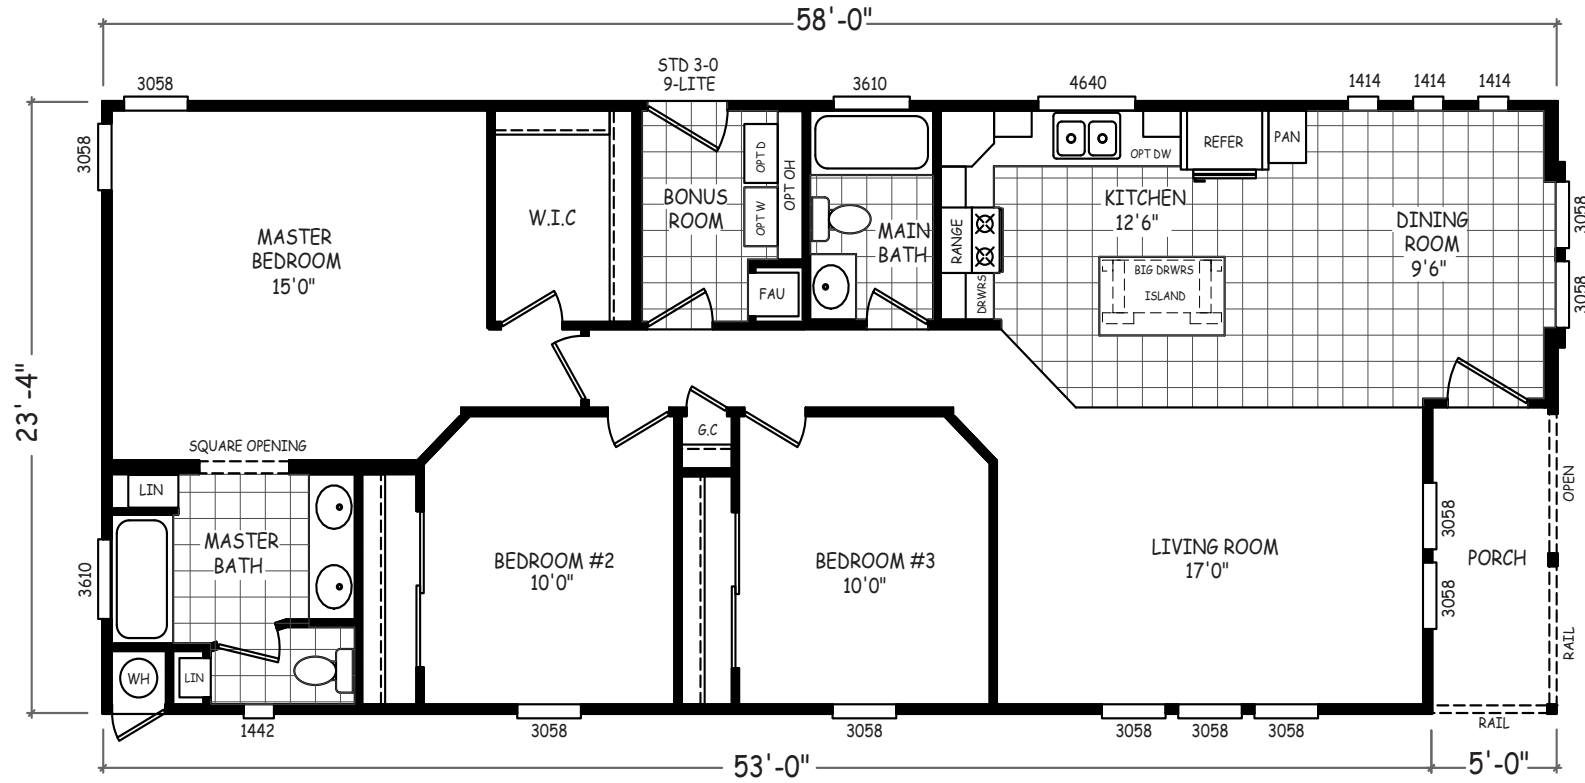 58'-0"
3058
STD 3-0
9-LITE
3610
4640
1414
1414
1414
3058
MASTER
BEDROOM
15'0"
W.I.C
BONUS
ROOM
OPT D
OPT W
OPT OH
FAU
MAIN
BATH
RANGE
DRWRS
OPT DW
REFER
PAN
KITCHEN
12'6"
BIG DRWRS
ISLAND
DINING
ROOM
9'6"
3058
3058
23'-4"
SQUARE OPENING
LIN
MASTER
BATH
3610
WH
LIN
G.C
BEDROOM #2
10'0"
BEDROOM #3
10'0"
LIVING ROOM
17'0"
3058
3058
PORCH
OPEN
RAIL
RAIL
1442
3058
3058
3058
3058
3058
53'-0"
5'-0"